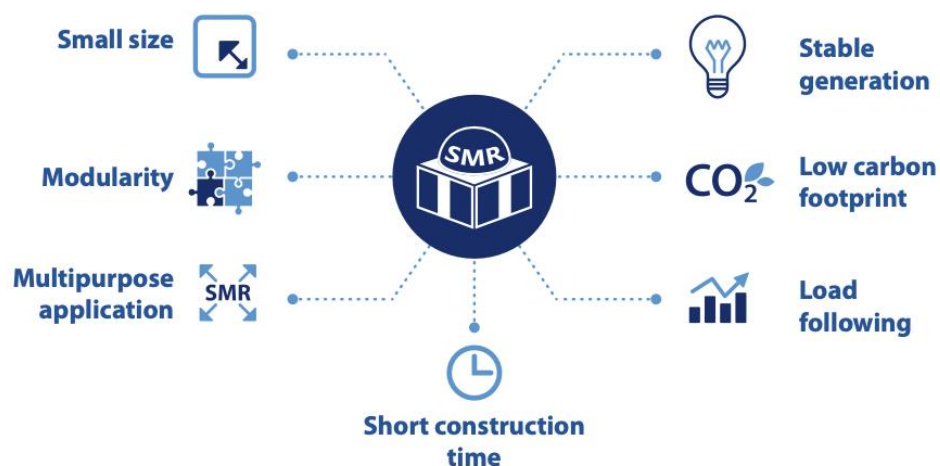 Small size
Modularity
Multipurpose
application
SMR
SMR
Short construction
time
Stable
generation
CO₂
Low carbon
footprint
Load
following